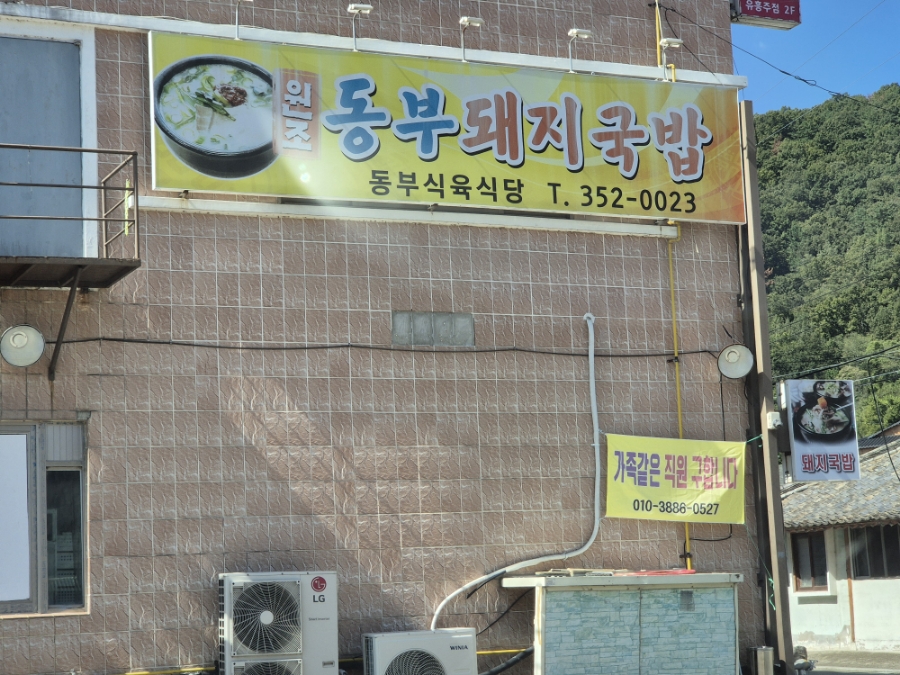 유흥주점 2F
원조 동부돼지국밥
동부식육식당 T. 352-0023
가족같은 직원 구합니다
010-3886-0527
돼지국밥
LG
WINIA